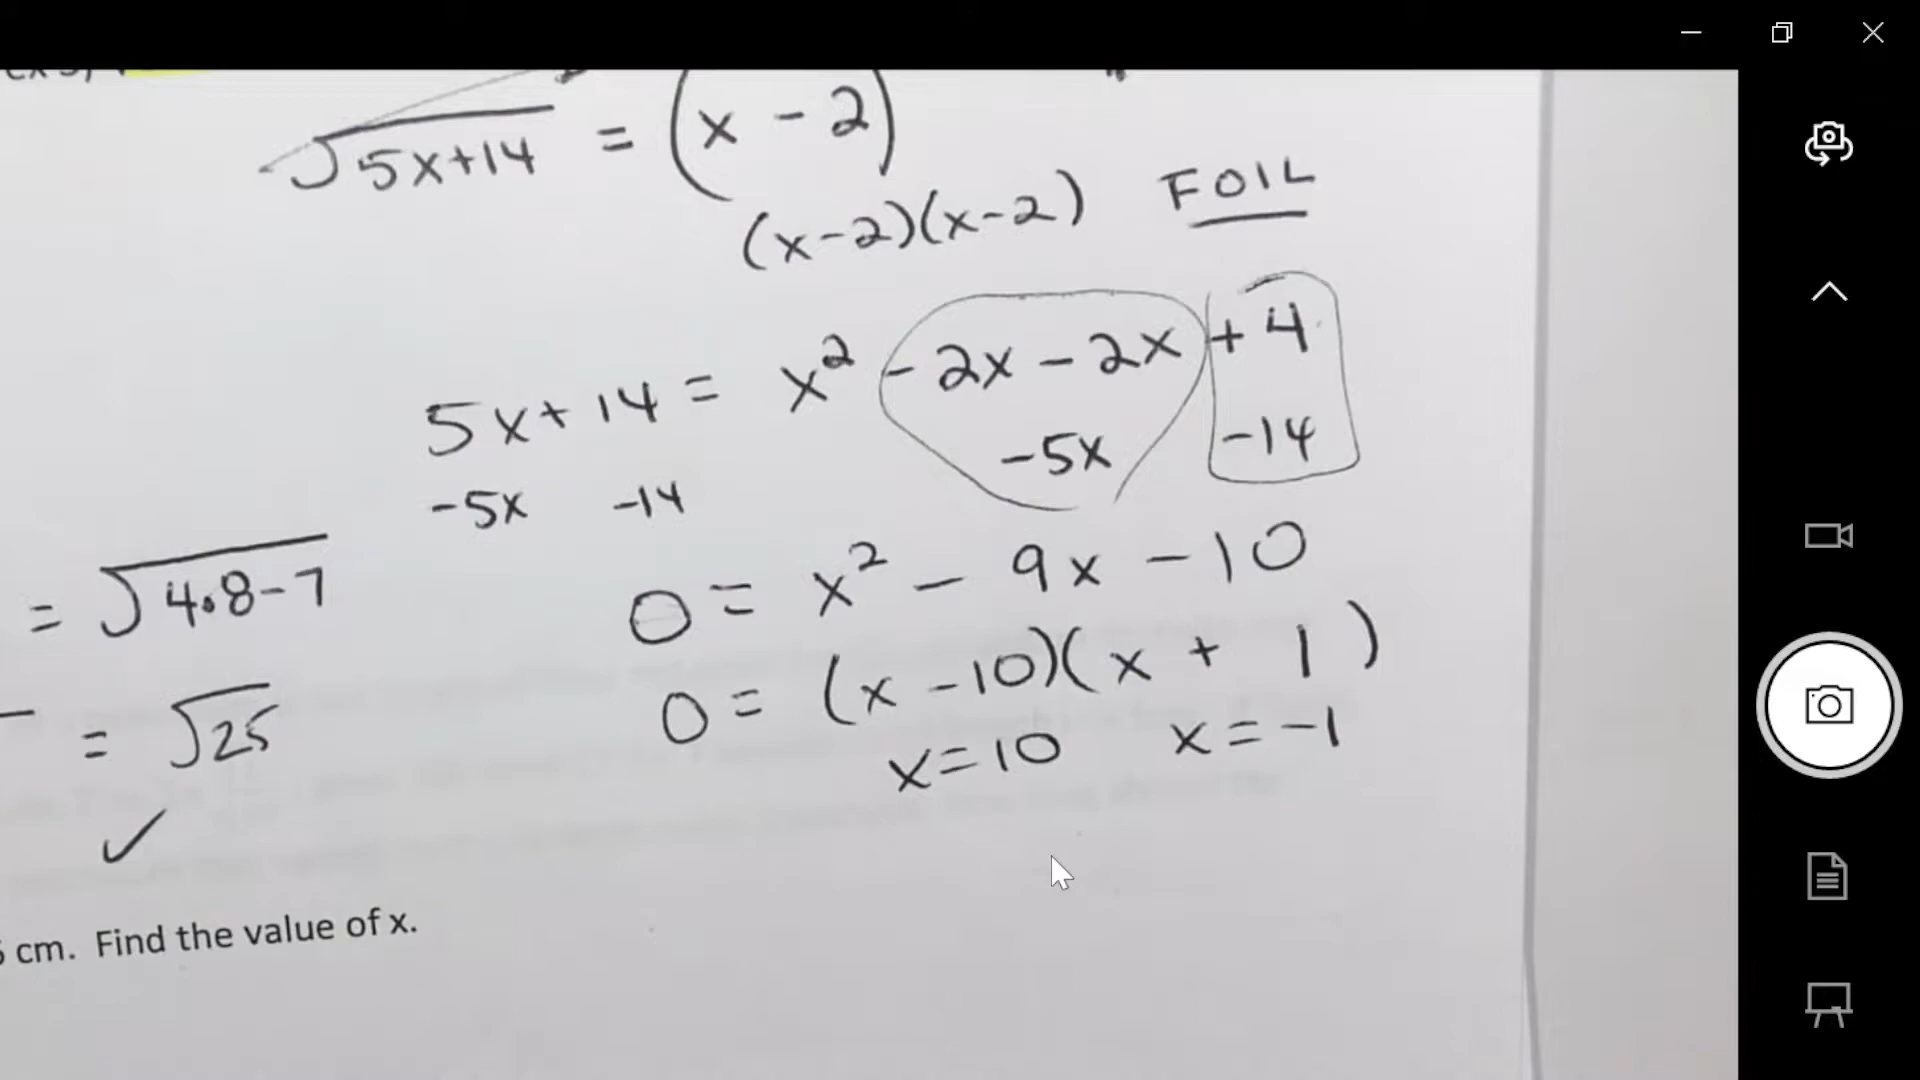 √5x+14 = (x - 2)
(x-2)(x-2) FOIL
5x+14 = x² - 2x - 2x + 4
-5x -14 -5x -14
0 = x² - 9x - 10
0 = (x - 10)(x + 1)
x=10 x=-1
= √4•8-7
= √25
✓
cm. Find the value of x.